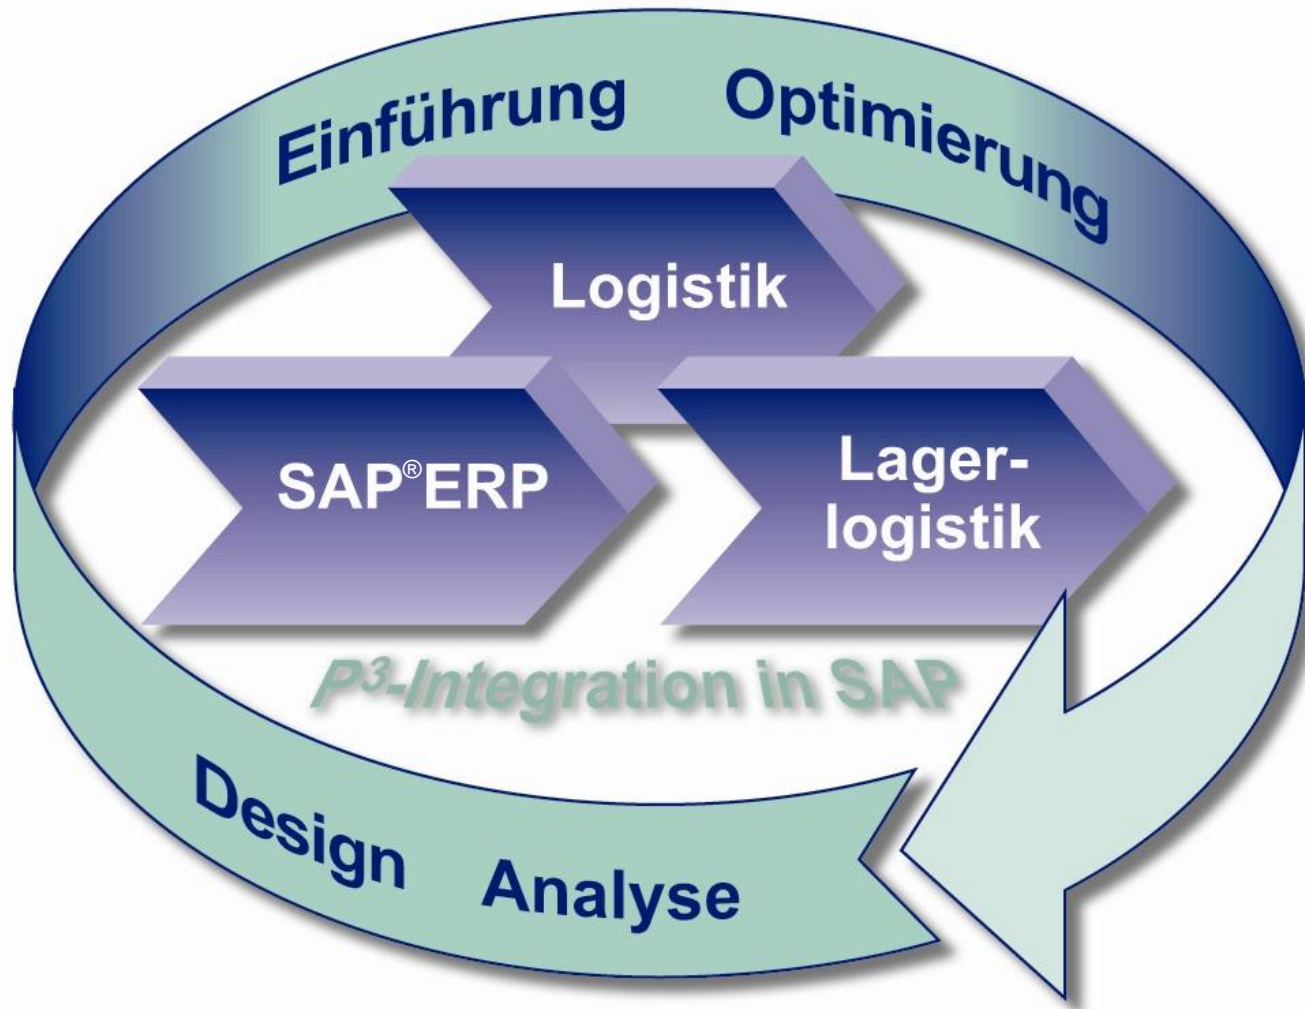 Einführung Optimierung
Logistik
SAP®ERP
Lager-
logistik
P³-Integration in SAP
Design Analyse